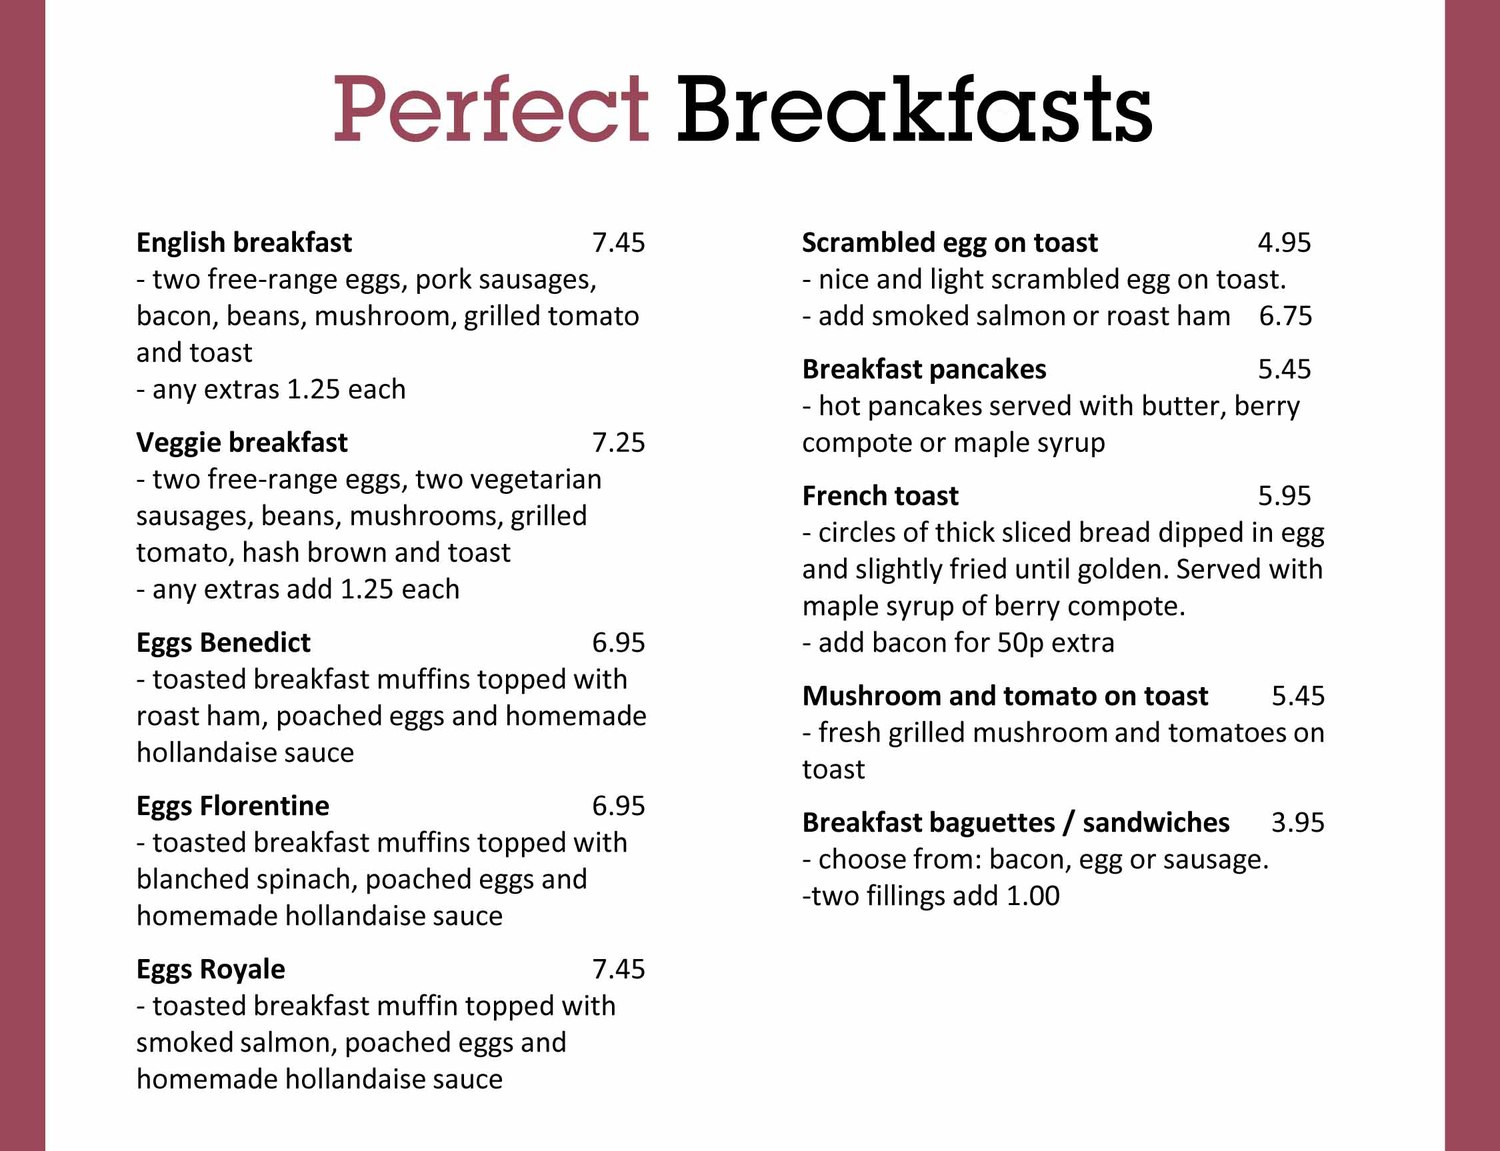 Perfect Breakfasts
English breakfast 7.45
- two free-range eggs, pork sausages,
bacon, beans, mushroom, grilled tomato
and toast
- any extras 1.25 each
Veggie breakfast 7.25
- two free-range eggs, two vegetarian
sausages, beans, mushrooms, grilled
tomato, hash brown and toast
- any extras add 1.25 each
Eggs Benedict 6.95
- toasted breakfast muffins topped with
roast ham, poached eggs and homemade
hollandaise sauce
Eggs Florentine 6.95
- toasted breakfast muffins topped with
blanched spinach, poached eggs and
homemade hollandaise sauce
Eggs Royale 7.45
- toasted breakfast muffin topped with
smoked salmon, poached eggs and
homemade hollandaise sauce
Scrambled egg on toast 4.95
- nice and light scrambled egg on toast.
- add smoked salmon or roast ham 6.75
Breakfast pancakes 5.45
- hot pancakes served with butter, berry
compote or maple syrup
French toast 5.95
- circles of thick sliced bread dipped in egg
and slightly fried until golden. Served with
maple syrup of berry compote.
- add bacon for 50p extra
Mushroom and tomato on toast 5.45
- fresh grilled mushroom and tomatoes on
toast
Breakfast baguettes / sandwiches 3.95
- choose from: bacon, egg or sausage.
-two fillings add 1.00